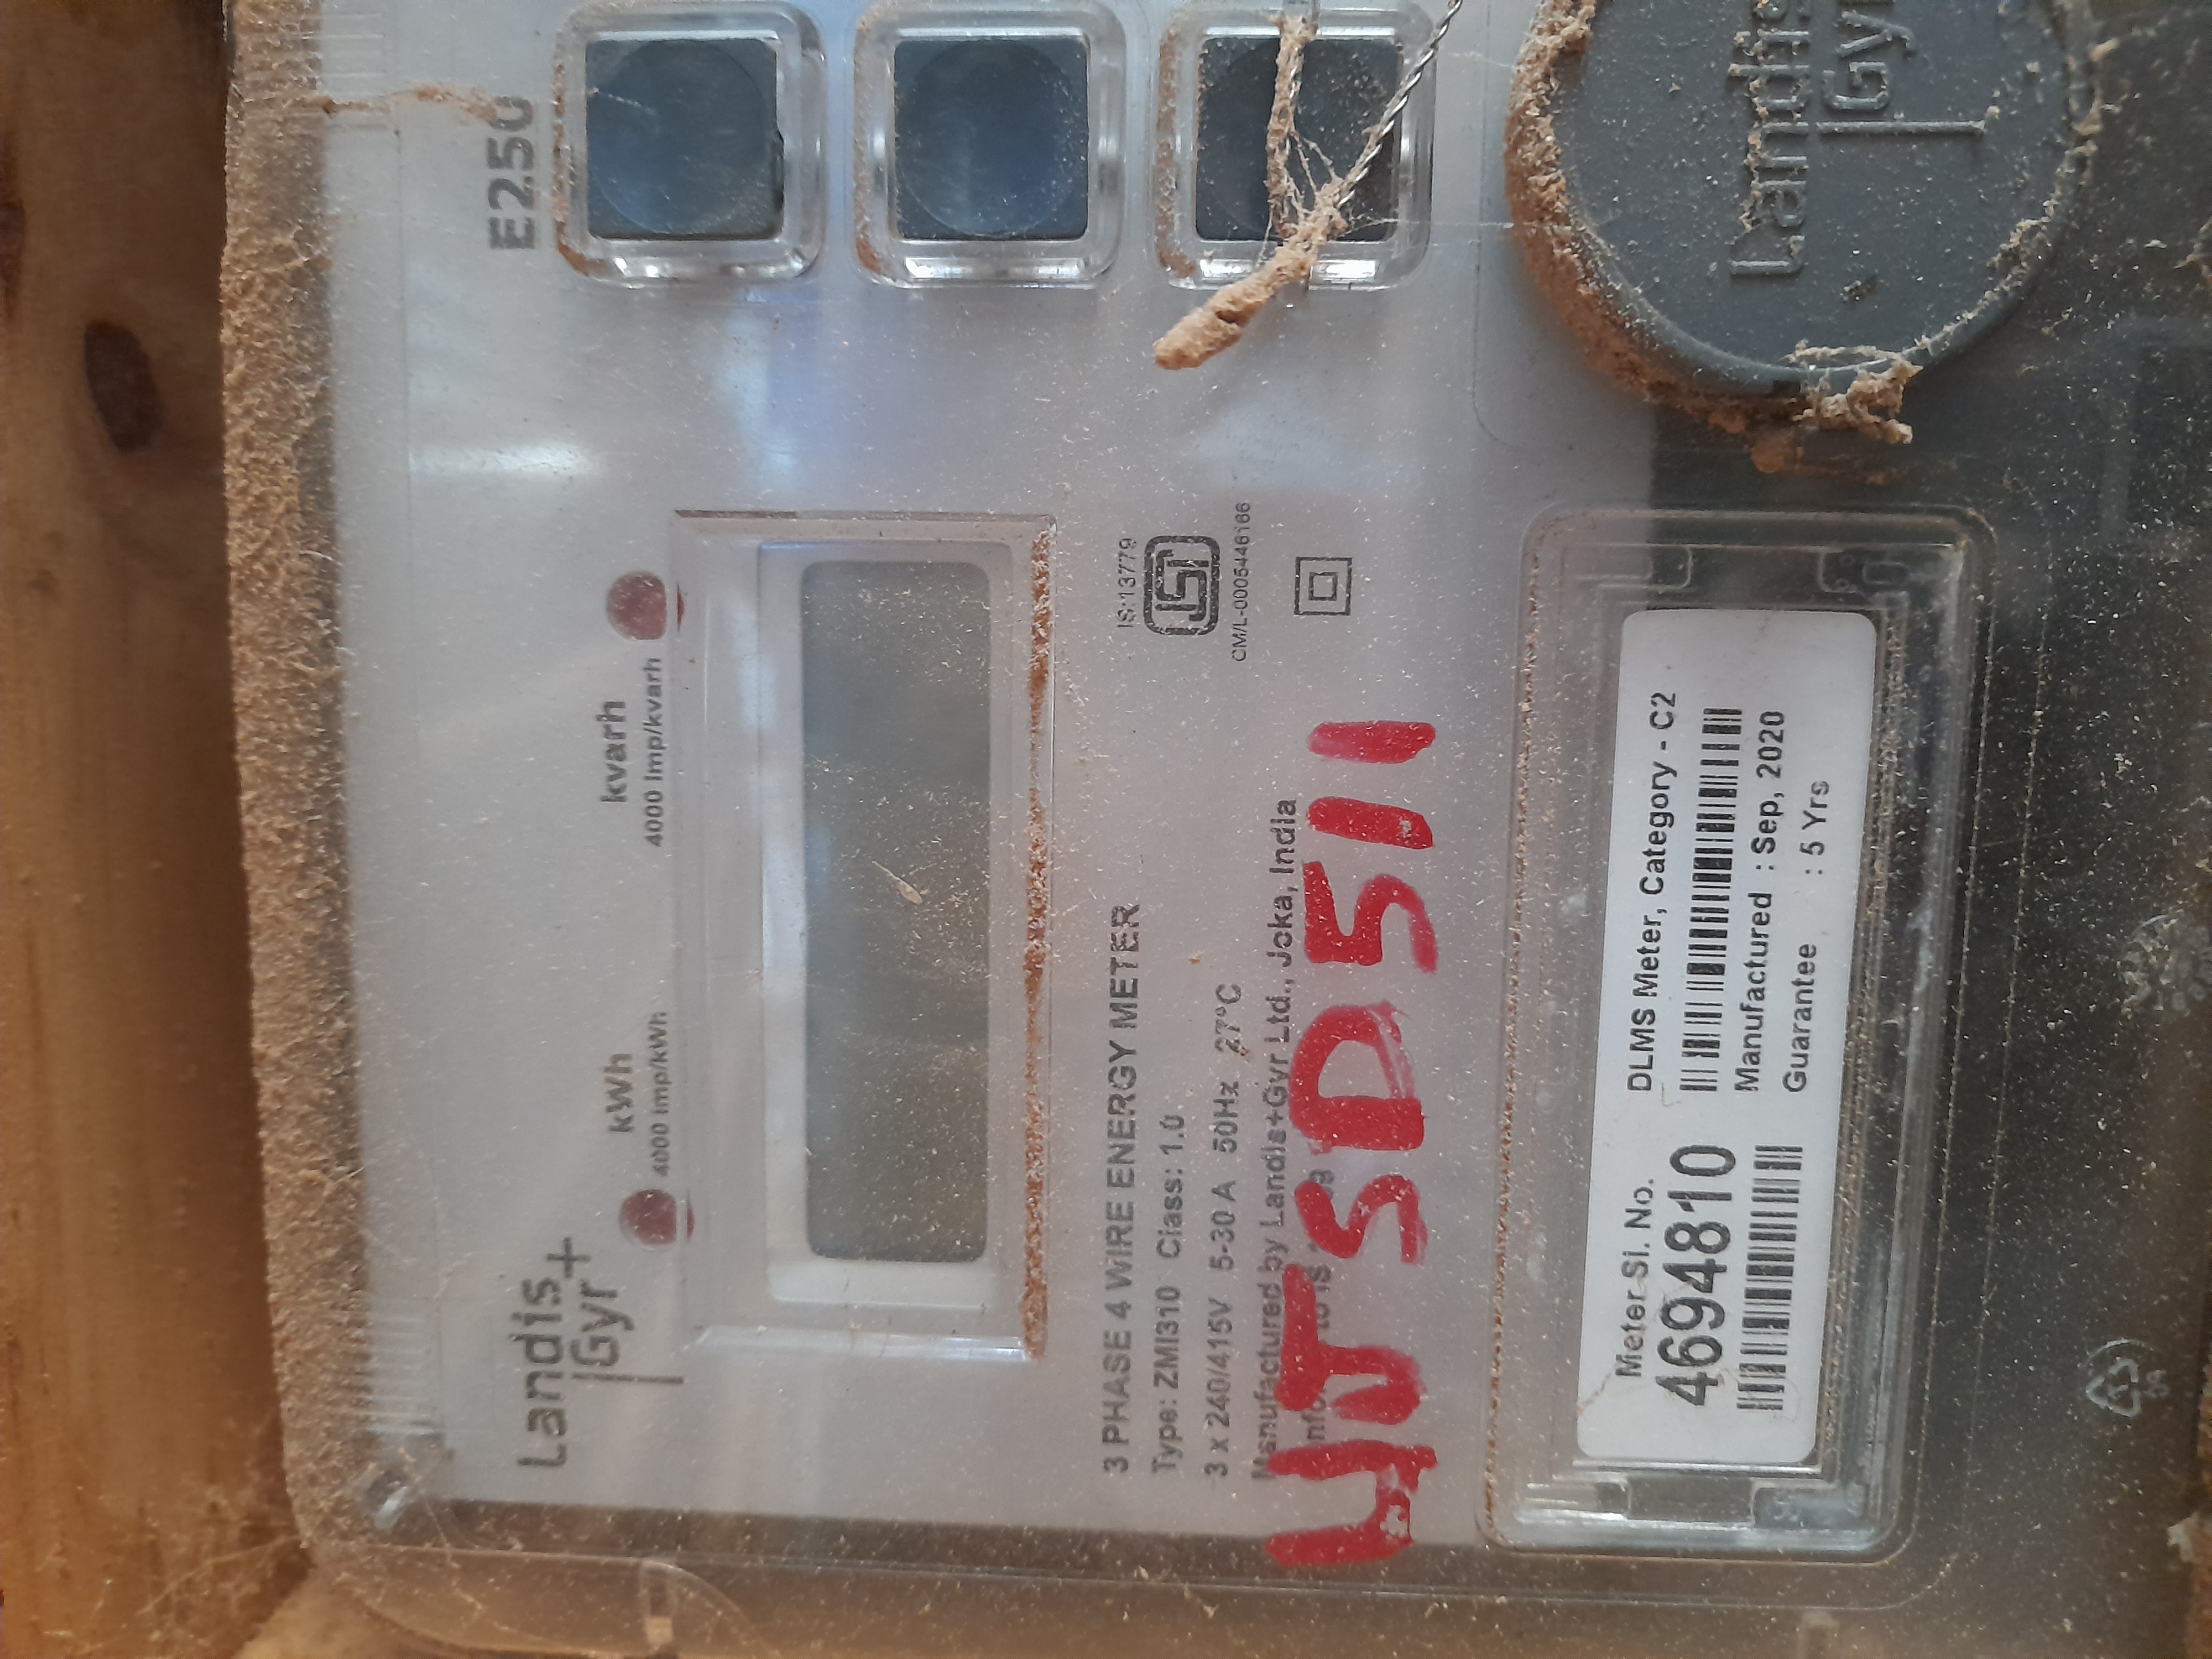 Landis
Gyr+
E250
kWh
4000 imp/kWh
kvarh
4000 imp/kvarh
3 PHASE 4 WIRE ENERGY METER
Type: ZMI310 Class: 1.0
3 x 240/415V 5-30 A 50Hz 27°C
Manufactured by Landis+Gyr Ltd., Joka, India
IS:13779
CM/L-0005446166
Meter Sl. No.
4694810
DLMS Meter, Category - C2
Manufactured : Sep, 2020
Guarantee : 5 Yrs
Landis
Gyr